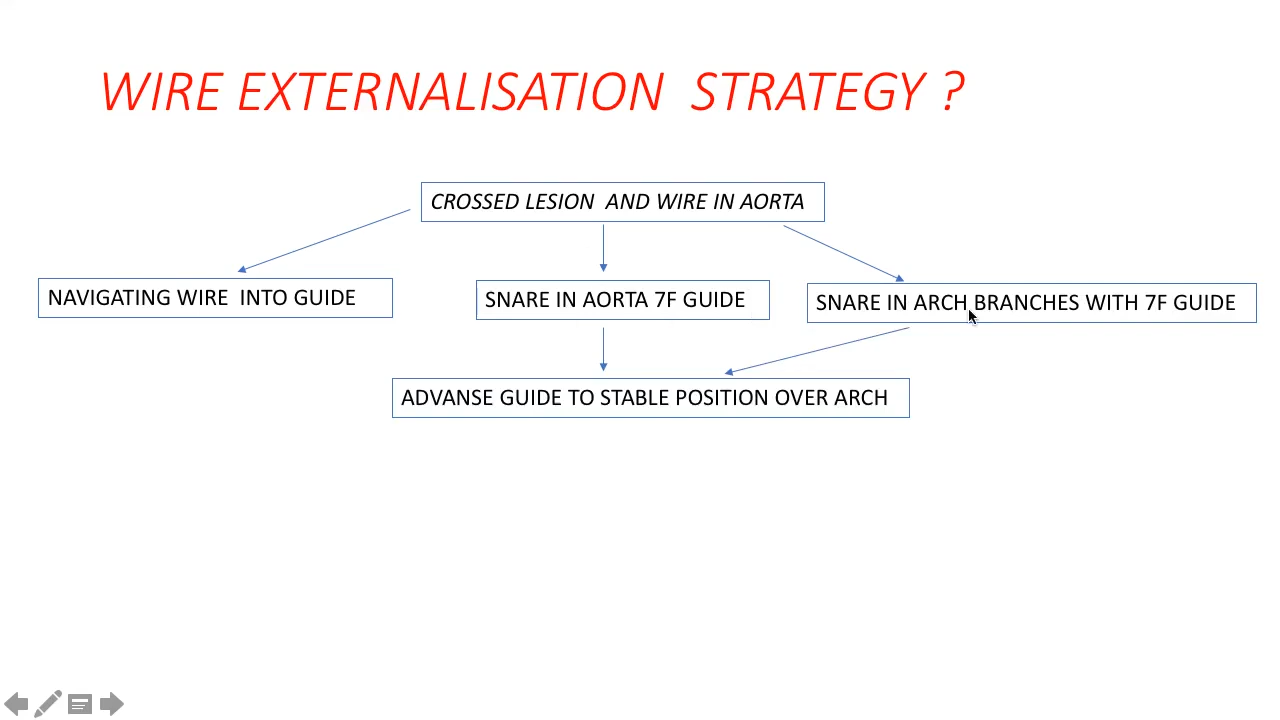 WIRE EXTERNALISATION STRATEGY ?
CROSSED LESION AND WIRE IN AORTA
NAVIGATING WIRE INTO GUIDE
SNARE IN AORTA 7F GUIDE
SNARE IN ARCH BRANCHES WITH 7F GUIDE
ADVANSE GUIDE TO STABLE POSITION OVER ARCH